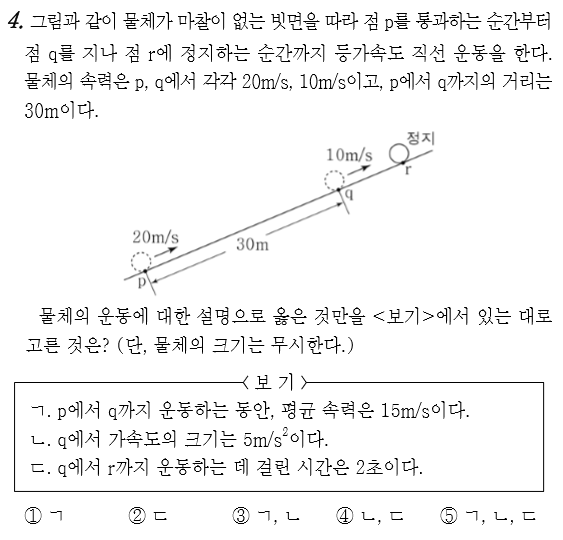 4. 그림과 같이 물체가 마찰이 없는 빗면을 따라 점 p를 통과하는 순간부터
점 q를 지나 점 r에 정지하는 순간까지 등가속도 직선 운동을 한다.
물체의 속력은 p, q에서 각각 20m/s, 10m/s이고, p에서 q까지의 거리는
30m이다.
정지
10m/s
r
q
20m/s
30m
p
물체의 운동에 대한 설명으로 옳은 것만을 <보기>에서 있는 대로
고른 것은? (단, 물체의 크기는 무시한다.)
<보 기>
ㄱ. p에서 q까지 운동하는 동안, 평균 속력은 15m/s이다.
ㄴ. q에서 가속도의 크기는 5m/s²이다.
ㄷ. q에서 r까지 운동하는 데 걸린 시간은 2초이다.
① ㄱ ② ㄷ ③ ㄱ, ㄴ ④ ㄴ, ㄷ ⑤ ㄱ, ㄴ, ㄷ